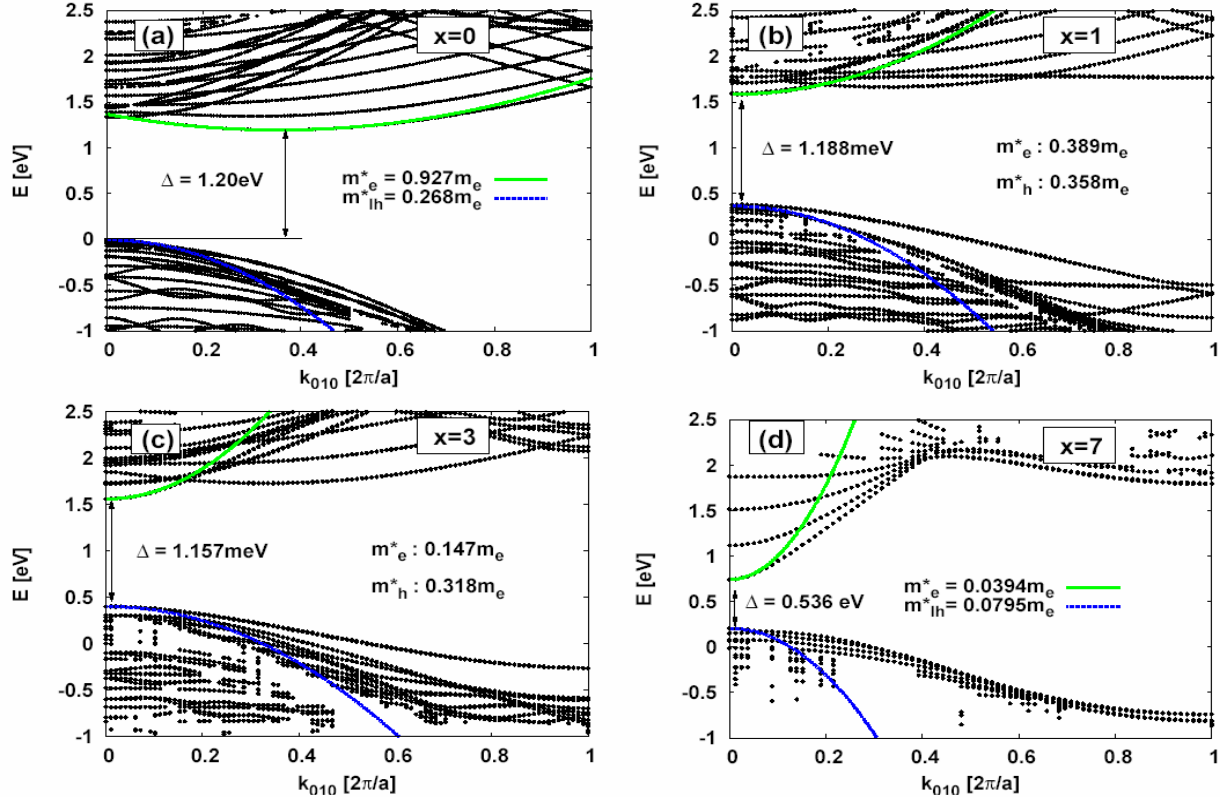 (a)
x=0
E [eV]
2.5
2
1.5
1
0.5
0
-0.5
-1
Δ = 1.20eV
m*e = 0.927me
m*lh= 0.268me
0
0.2
0.4
0.6
0.8
1
k010 [2π/a]
(b)
x=1
E [eV]
2.5
2
1.5
1
0.5
0
-0.5
-1
Δ = 1.188meV
m*e : 0.389me
m*h : 0.358me
0
0.2
0.4
0.6
0.8
1
k010 [2π/a]
(c)
x=3
E [eV]
2.5
2
1.5
1
0.5
0
-0.5
-1
Δ = 1.157meV
m*e : 0.147me
m*h : 0.318me
0
0.2
0.4
0.6
0.8
1
k010 [2π/a]
(d)
x=7
E [eV]
2.5
2
1.5
1
0.5
0
-0.5
-1
m*e = 0.0394me
Δ = 0.536 eV
m*lh= 0.0795me
0
0.2
0.4
0.6
0.8
1
k010 [2π/a]